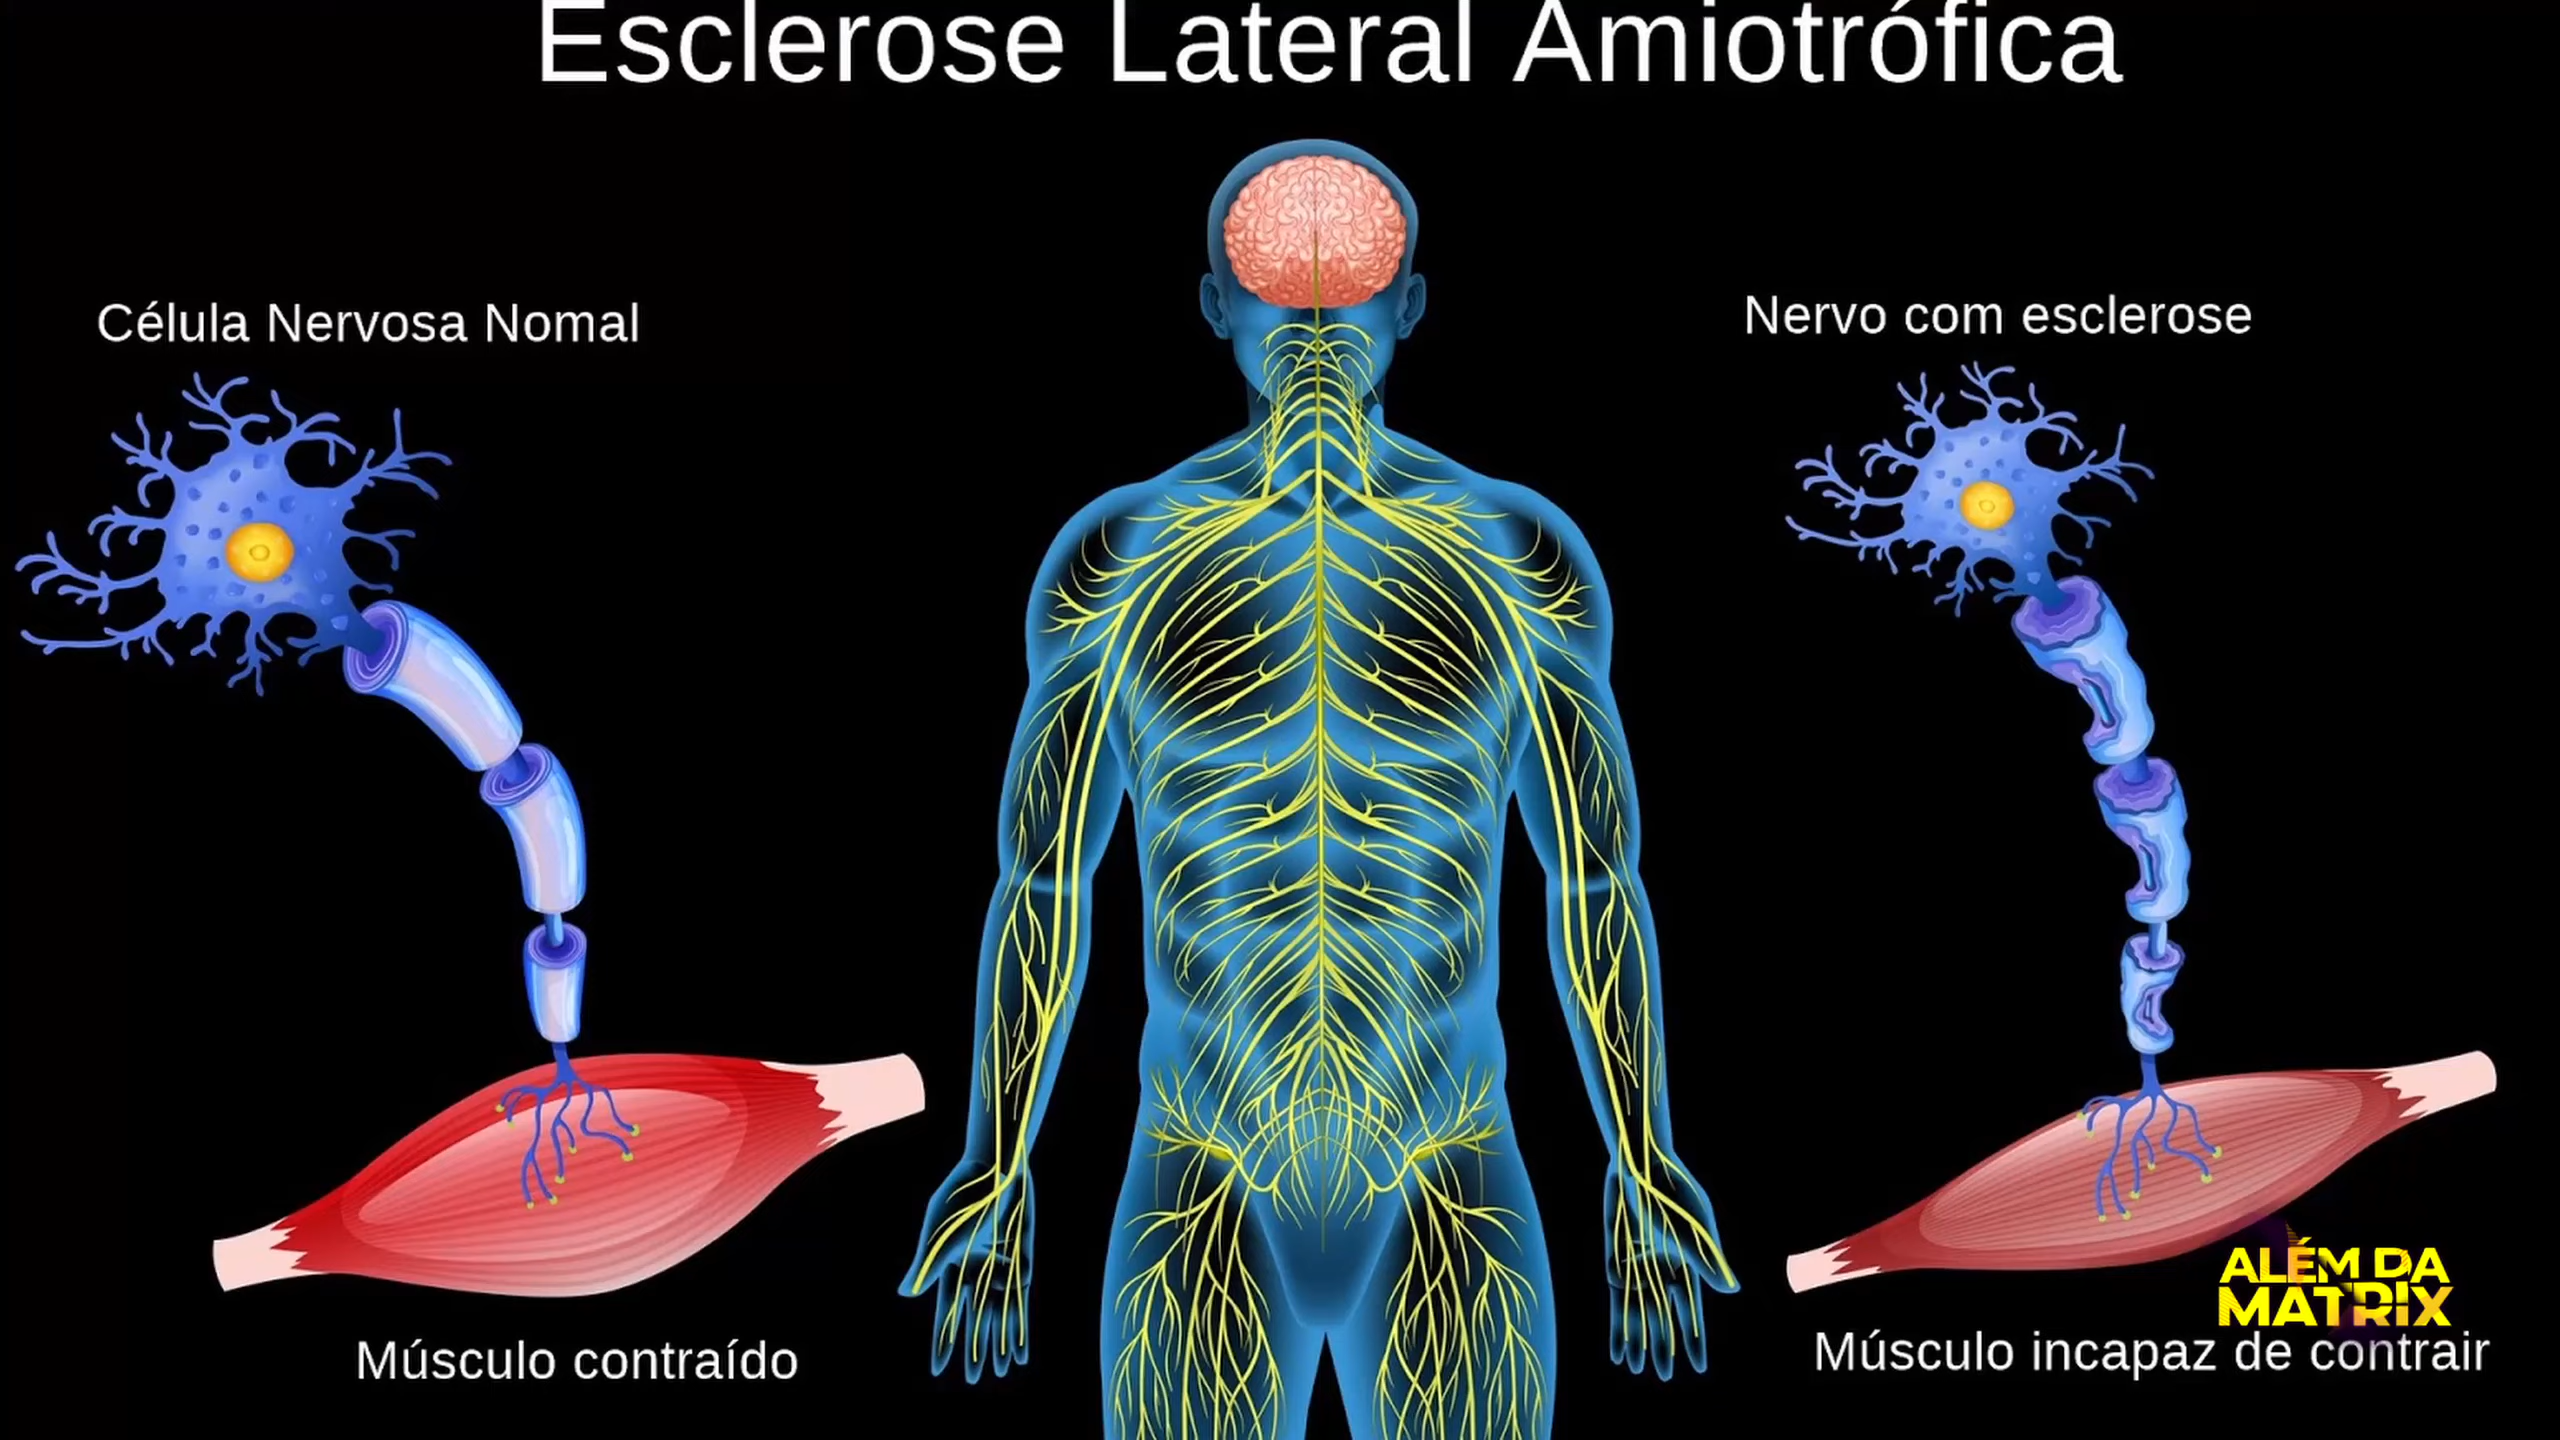 Esclerose Lateral Amiotrófica
Célula Nervosa Nomal
Nervo com esclerose
Músculo contraído
ALÉM DA
MATRIX
Músculo incapaz de contrair